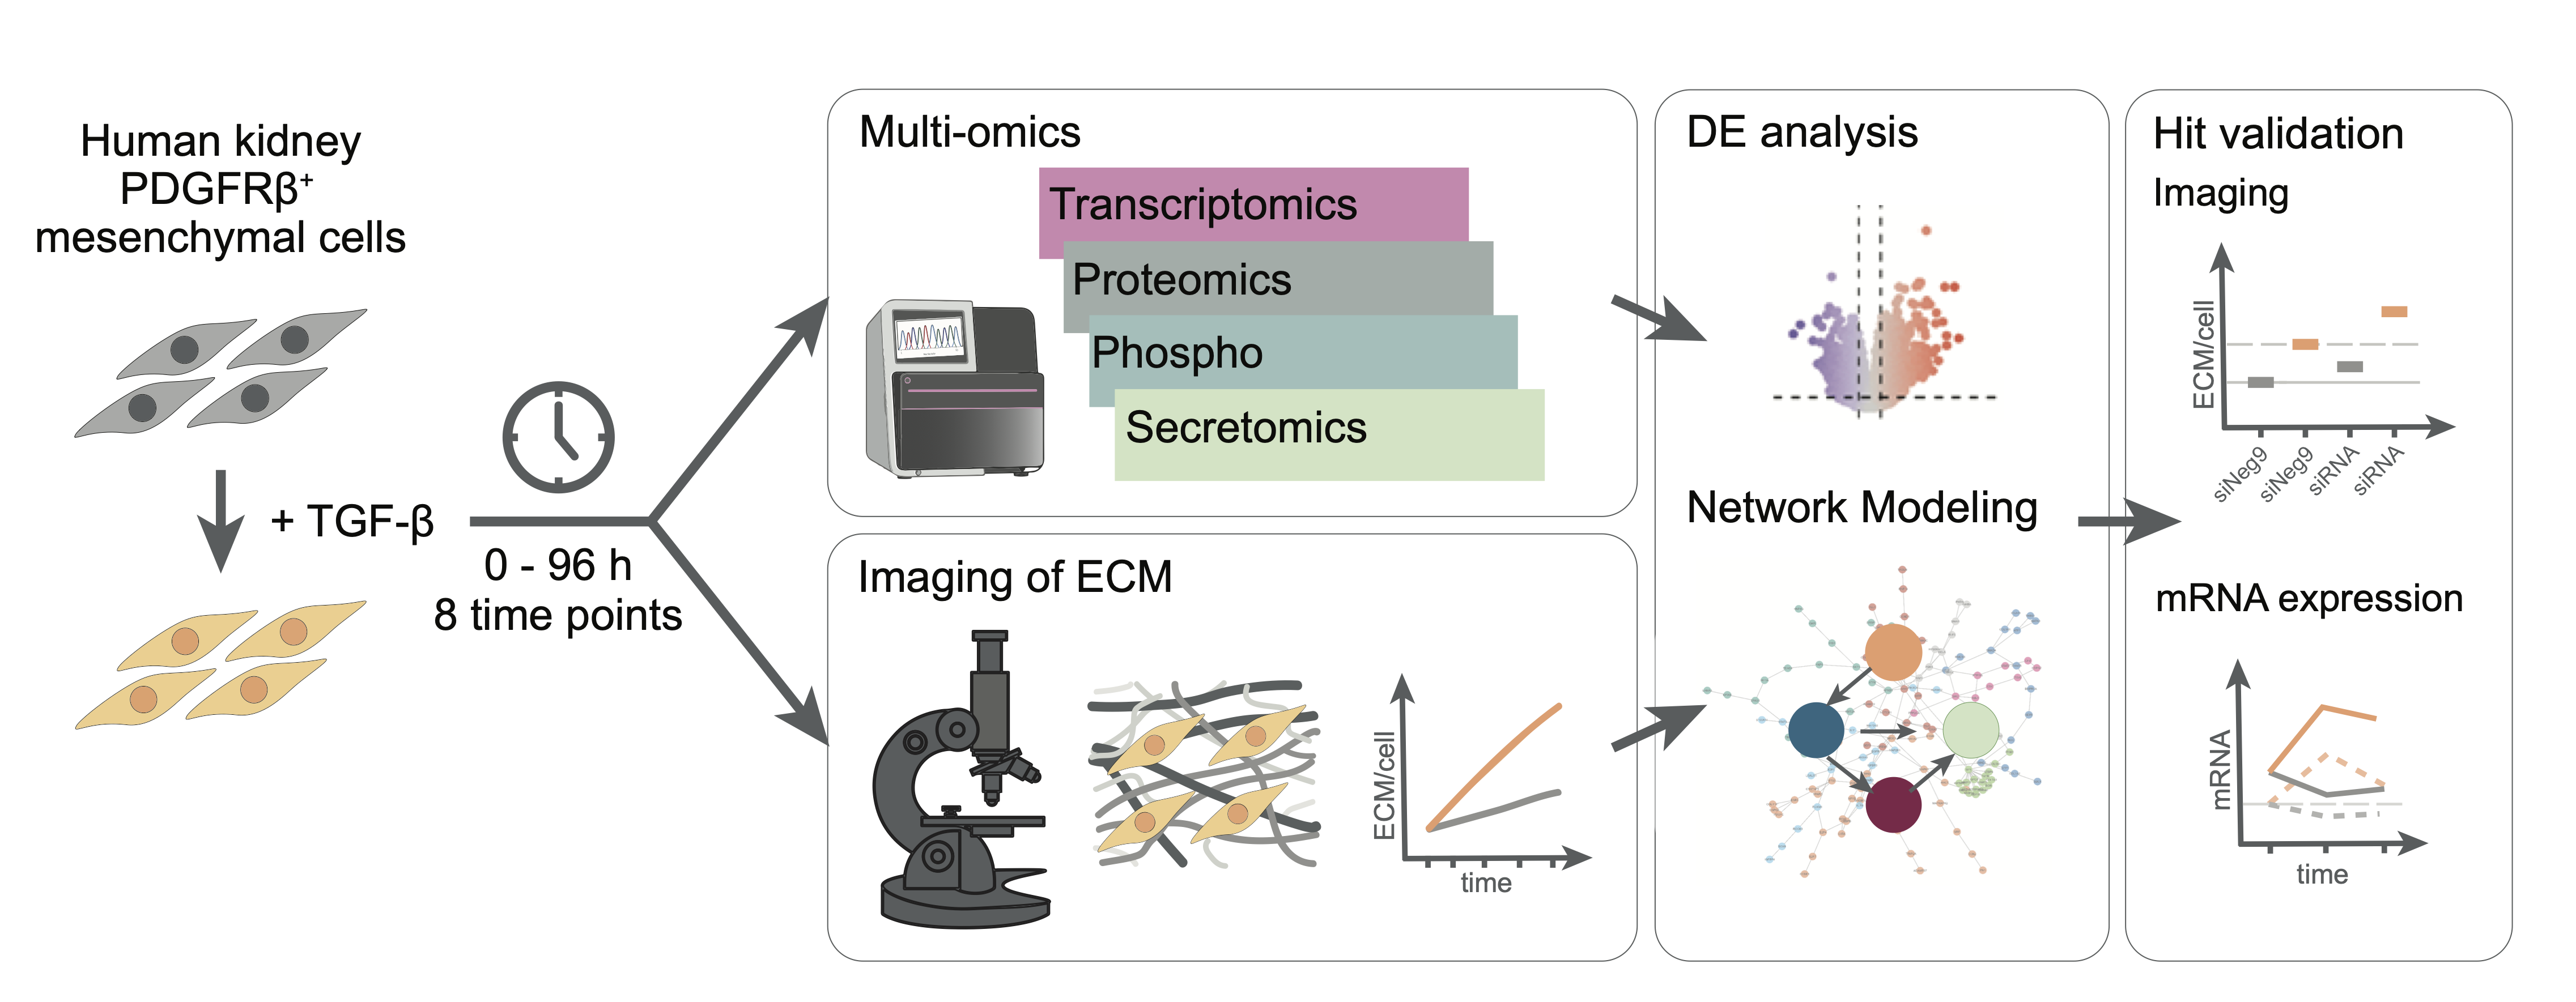 Human kidney
PDGFRβ⁺
mesenchymal cells
+ TGF-β
0 - 96 h
8 time points
Multi-omics
Transcriptomics
Proteomics
Phospho
Secretomics
Imaging of ECM
ECM/cell
time
DE analysis
Network Modeling
Hit validation
Imaging
ECM/cell
siNeg9
siNeg9
siRNA
siRNA
mRNA expression
mRNA
time